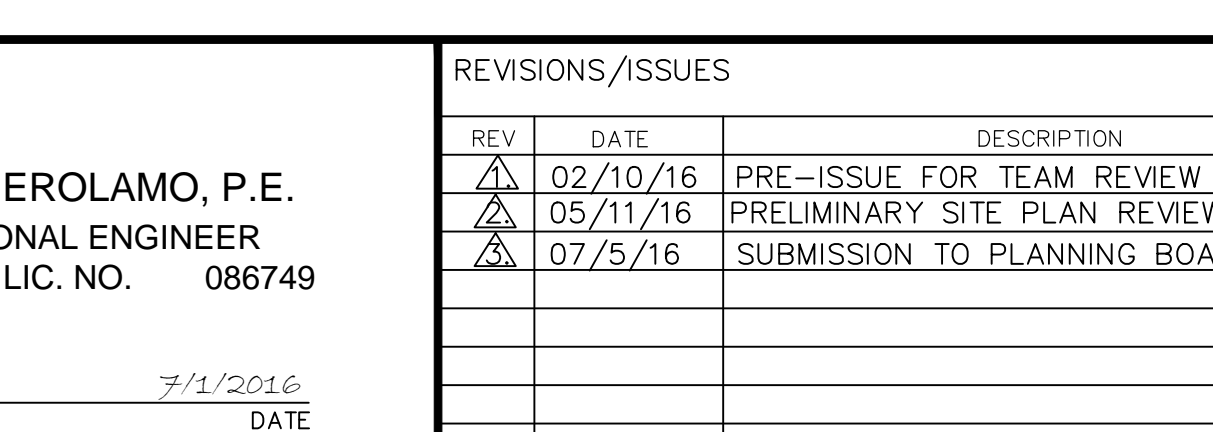 EROLAMO, P.E.
ONAL ENGINEER
LIC. NO. 086749
7/1/2016
DATE
REVISIONS/ISSUES
REV DATE DESCRIPTION
1. 02/10/16 PRE-ISSUE FOR TEAM REVIEW
2. 05/11/16 PRELIMINARY SITE PLAN REVIEW
3. 07/5/16 SUBMISSION TO PLANNING BOA